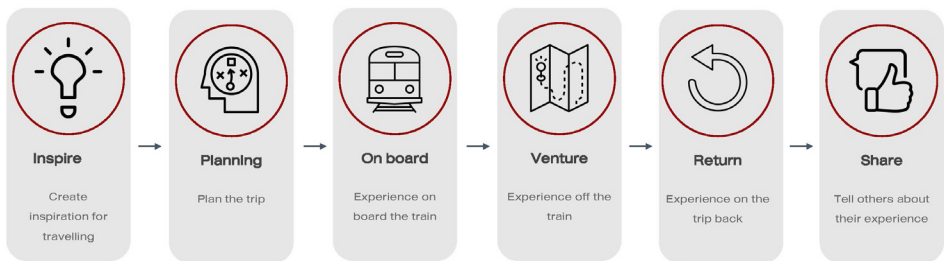 Inspire
Create
inspiration for
travelling
Planning
Plan the trip
On board
Experience on
board the train
Venture
Experience off the
train
Return
Experience on the
trip back
Share
Tell others about
their experience